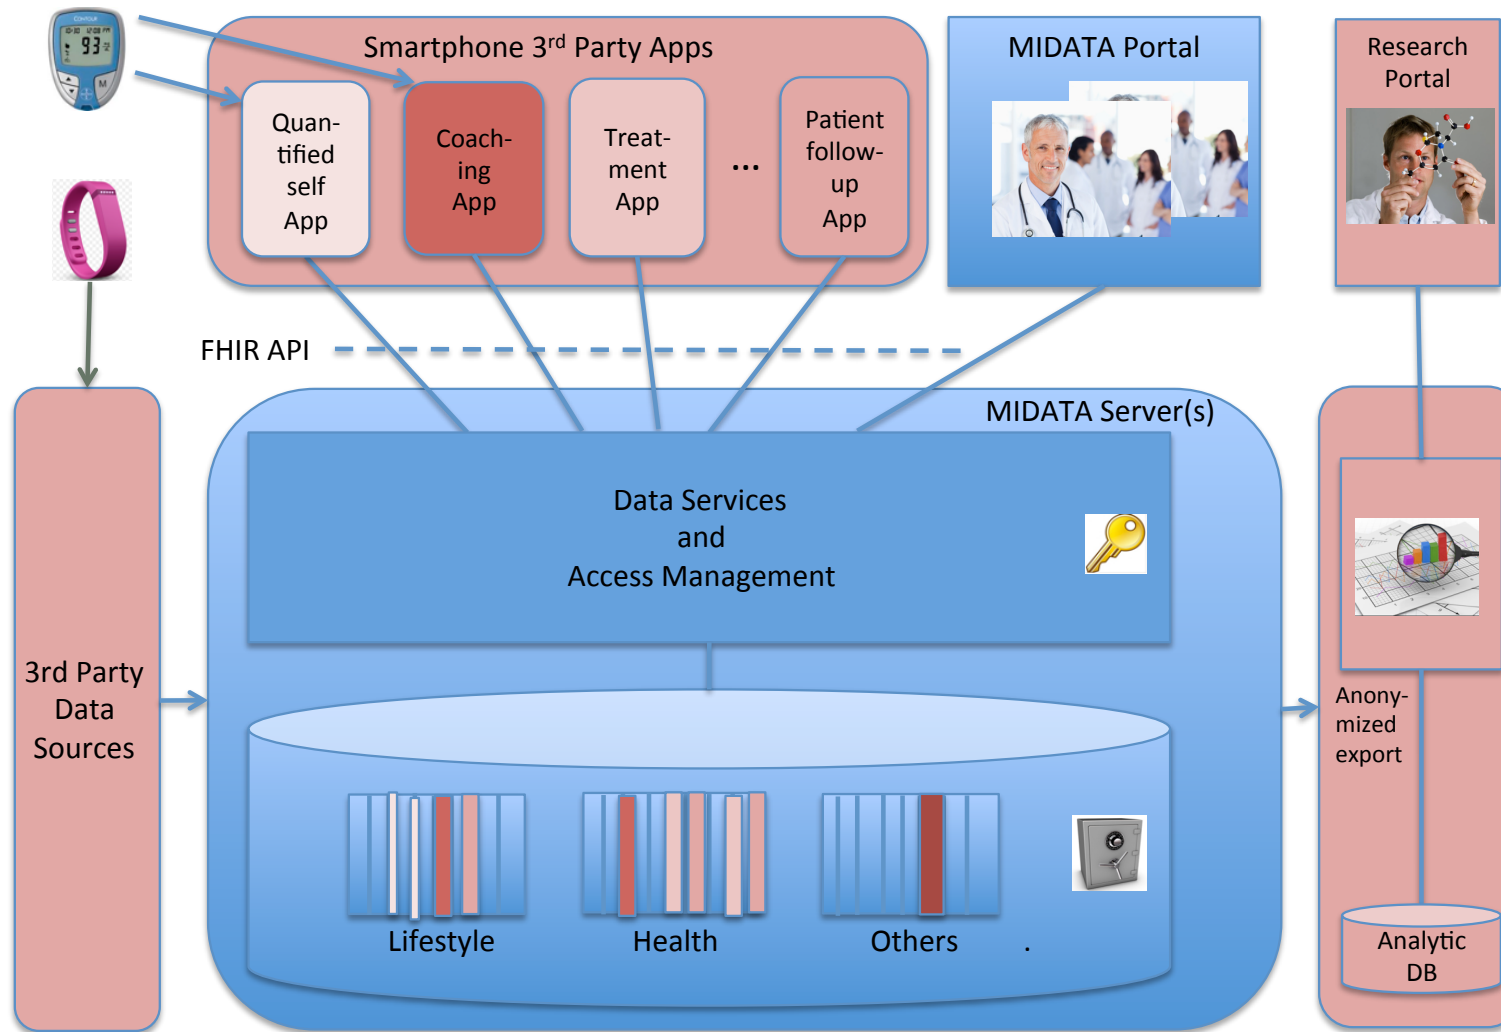 CONTOUR
93
Smartphone 3rd Party Apps
Quan-
tified
self
App
Coach-
ing
App
Treat-
ment
App
...
Patient
follow-
up
App
MIDATA Portal
Research
Portal
FHIR API
MIDATA Server(s)
Data Services
and
Access Management
3rd Party
Data
Sources
Anony-
mized
export
Lifestyle
Health
Others
.
Analytic
DB